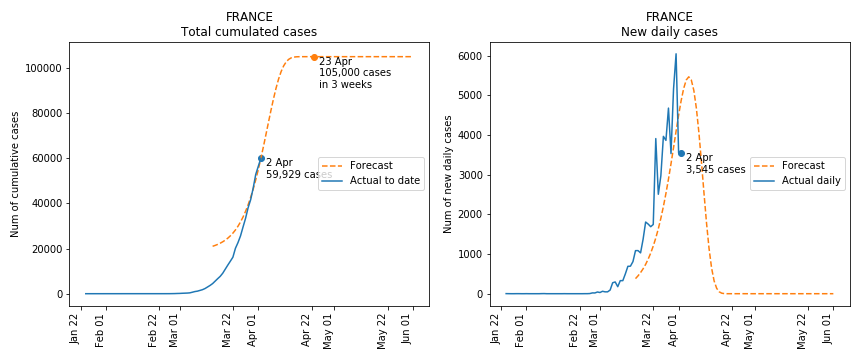 FRANCE
Total cumulated cases
Num of cumulative cases
100000
80000
60000
40000
20000
0
23 Apr
105,000 cases
in 3 weeks
2 Apr
59,929 cases
Forecast
Actual to date
Jan 22
Feb 01
Feb 22
Mar 01
Mar 22
Apr 01
Apr 22
May 01
May 22
Jun 01
FRANCE
New daily cases
Num of new daily cases
6000
5000
4000
3000
2000
1000
0
2 Apr
3,545 cases
Forecast
Actual daily
Jan 22
Feb 01
Feb 22
Mar 01
Mar 22
Apr 01
Apr 22
May 01
May 22
Jun 01